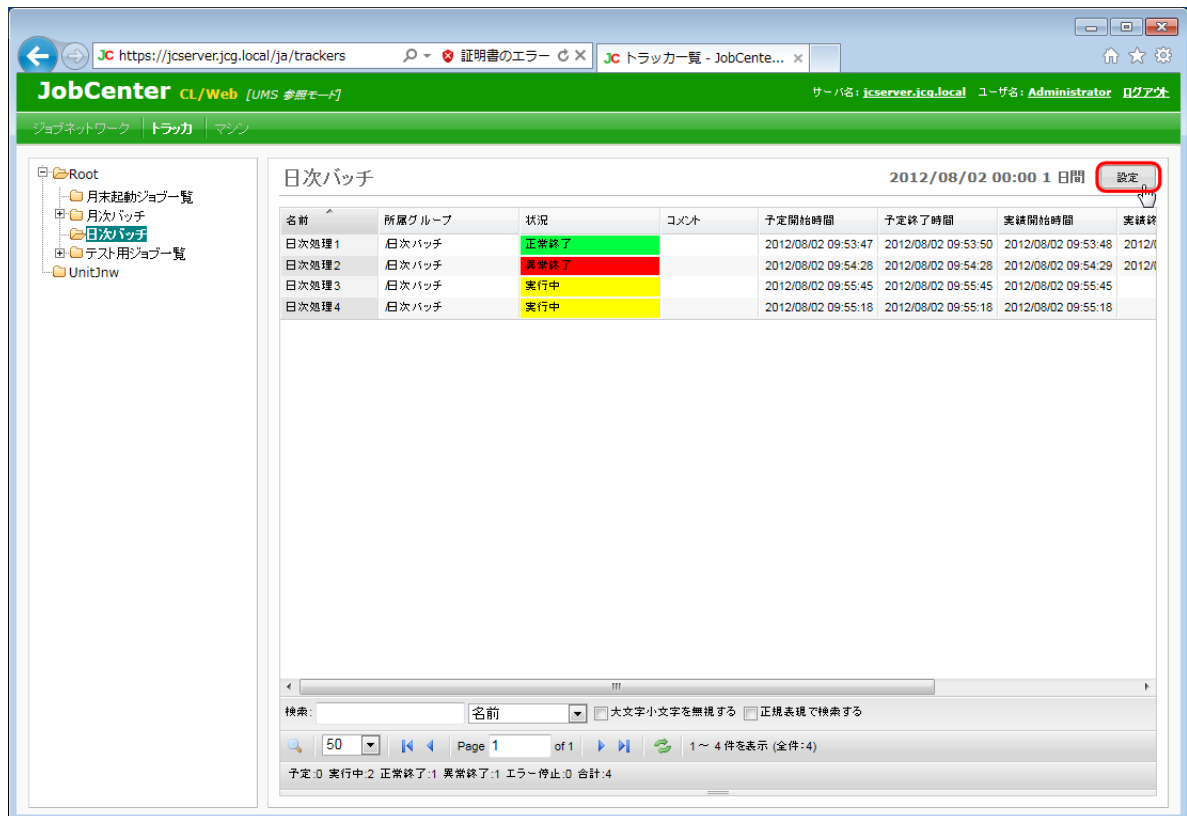 JC https://jcserver.jcg.local/ja/trackers 証明書のエラー JC トラッカ一覧 - JobCente...
JobCenter CL/Web [UMS 参照モード] サーバ名: jcserver.jcg.local ユーザ名: Administrator ログアウト
ジョブネットワーク トラッカ マシン
Root
月末起動ジョブ一覧
月次バッチ
日次バッチ
テスト用ジョブ一覧
UnitJnw
日次バッチ 2012/08/02 00:00 1 日間 設定
名前 所属グループ 状況 コメント 予定開始時間 予定終了時間 実績開始時間 実績終
日次処理1 /日次バッチ 正常終了 2012/08/02 09:53:47 2012/08/02 09:53:50 2012/08/02 09:53:48 2012/0
日次処理2 /日次バッチ 異常終了 2012/08/02 09:54:28 2012/08/02 09:54:28 2012/08/02 09:54:29 2012/0
日次処理3 /日次バッチ 実行中 2012/08/02 09:55:45 2012/08/02 09:55:45 2012/08/02 09:55:45
日次処理4 /日次バッチ 実行中 2012/08/02 09:55:18 2012/08/02 09:55:18 2012/08/02 09:55:18
検索: 名前 大文字小文字を無視する 正規表現で検索する
50 Page 1 of 1 1～ 4 件を表示 (全件:4)
予定:0 実行中:2 正常終了:1 異常終了:1 エラー停止:0 合計:4